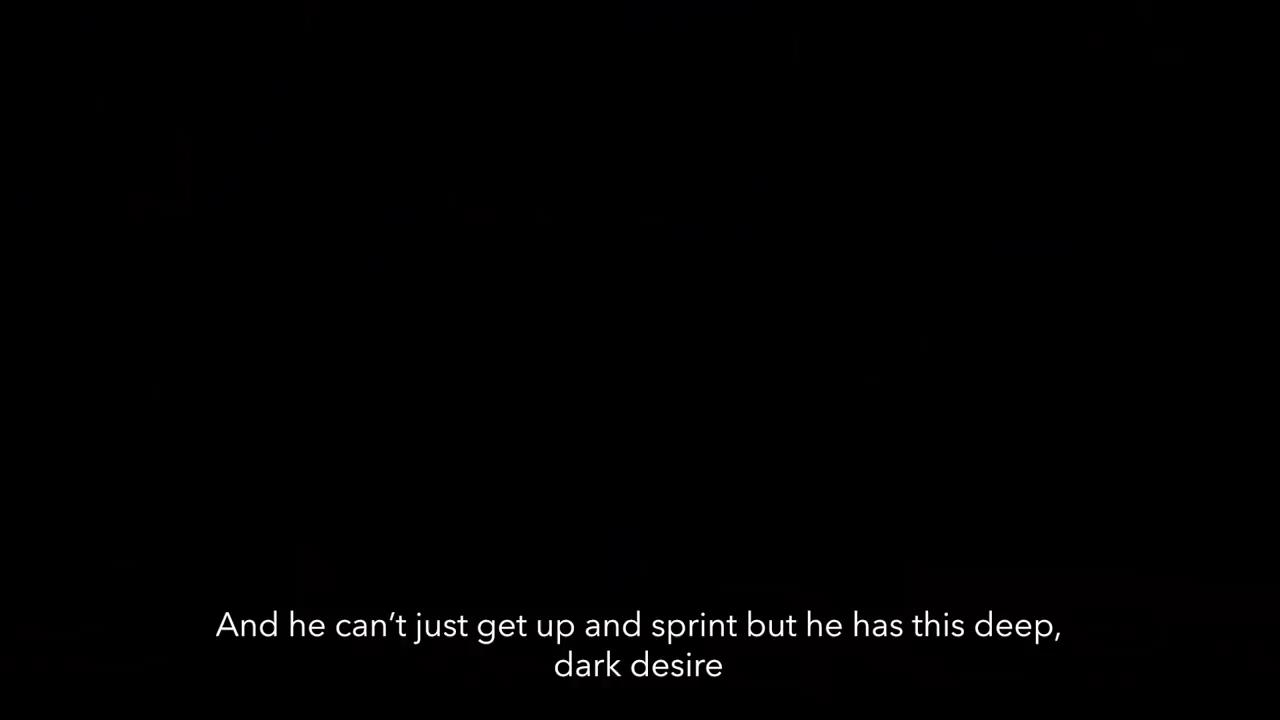 And he can’t just get up and sprint but he has this deep,
dark desire